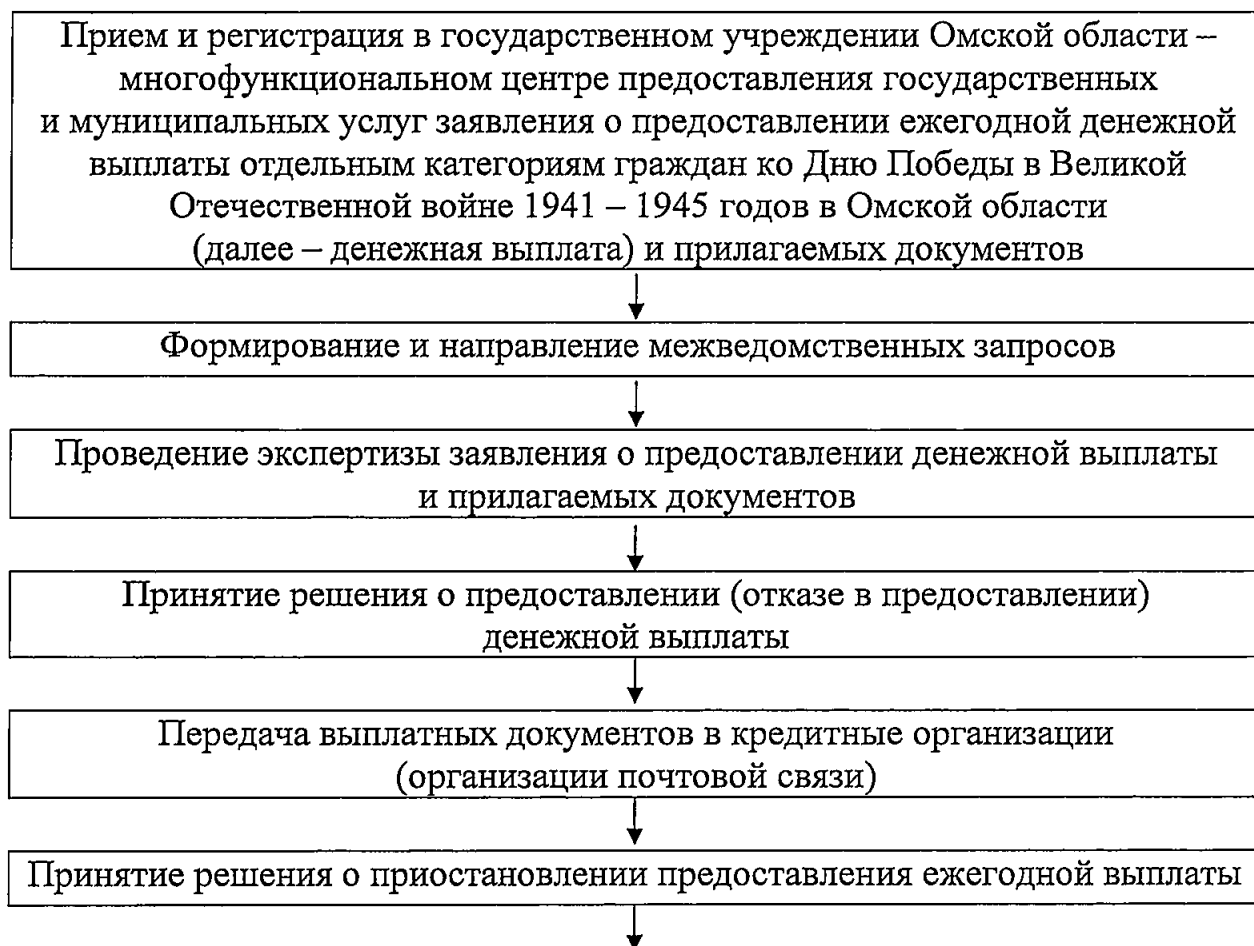 Прием и регистрация в государственном учреждении Омской области –
многофункциональном центре предоставления государственных
и муниципальных услуг заявления о предоставлении ежегодной денежной
выплаты отдельным категориям граждан ко Дню Победы в Великой
Отечественной войне 1941 – 1945 годов в Омской области
(далее – денежная выплата) и прилагаемых документов
Формирование и направление межведомственных запросов
Проведение экспертизы заявления о предоставлении денежной выплаты
и прилагаемых документов
Принятие решения о предоставлении (отказе в предоставлении)
денежной выплаты
Передача выплатных документов в кредитные организации
(организации почтовой связи)
Принятие решения о приостановлении предоставления ежегодной выплаты